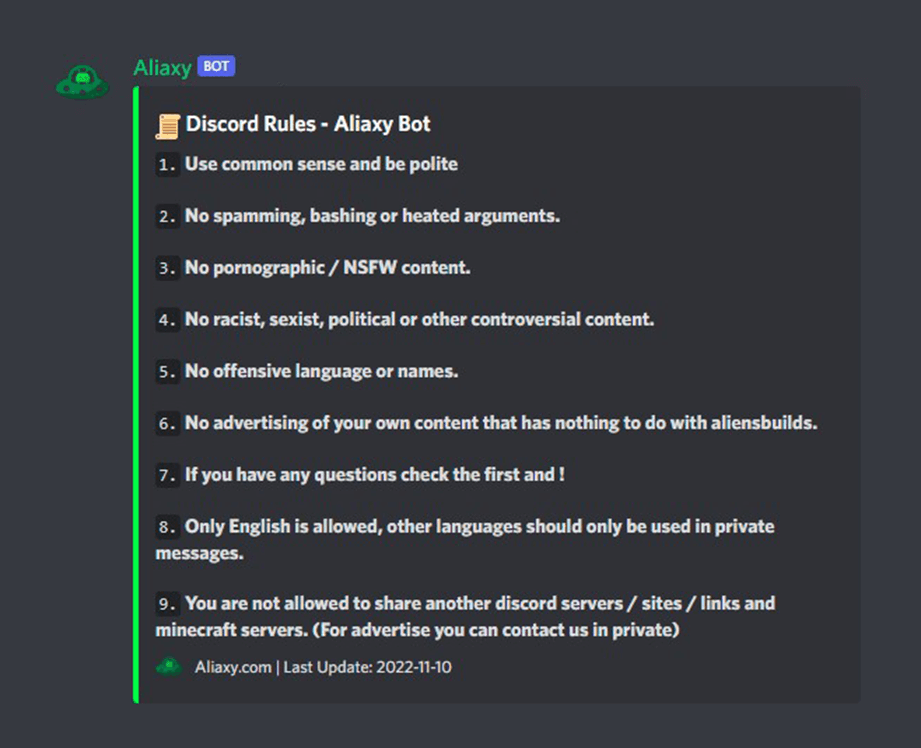 Aliaxy BOT
Discord Rules - Aliaxy Bot
1. Use common sense and be polite
2. No spamming, bashing or heated arguments.
3. No pornographic / NSFW content.
4. No racist, sexist, political or other controversial content.
5. No offensive language or names.
6. No advertising of your own content that has nothing to do with aliensbuilds.
7. If you have any questions check the first and !
8. Only English is allowed, other languages should only be used in private
messages.
9. You are not allowed to share another discord servers / sites / links and
minecraft servers. (For advertise you can contact us in private)
Aliaxy.com | Last Update: 2022-11-10